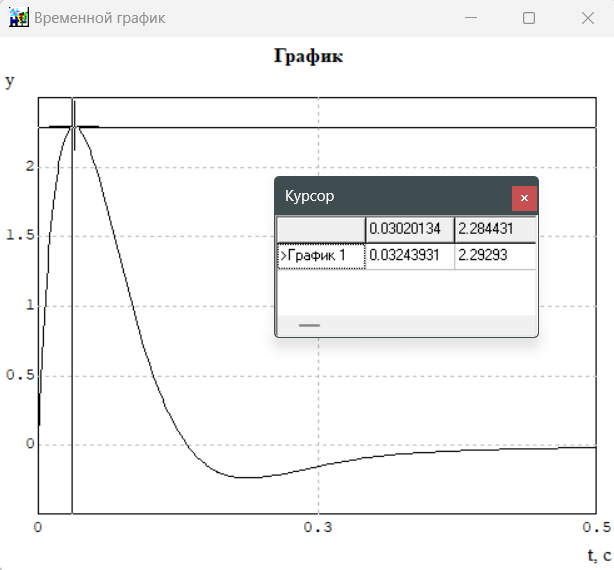 Временной график
График
y
2
Курсор
0.03020134 2.284431
1.5
>График 1 0.03243931 2.29293
1
0.5
0
0 0.3 0.5
t, c